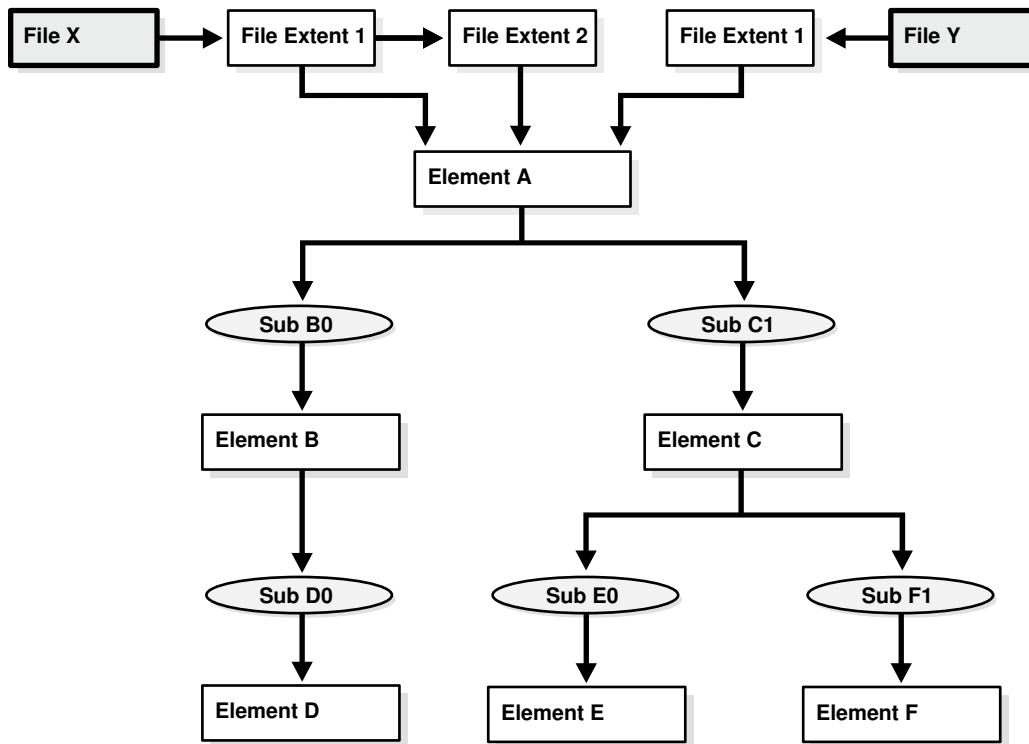 File X
File Extent 1
File Extent 2
File Extent 1
File Y
Element A
Sub B0
Sub C1
Element B
Element C
Sub D0
Sub E0
Sub F1
Element D
Element E
Element F